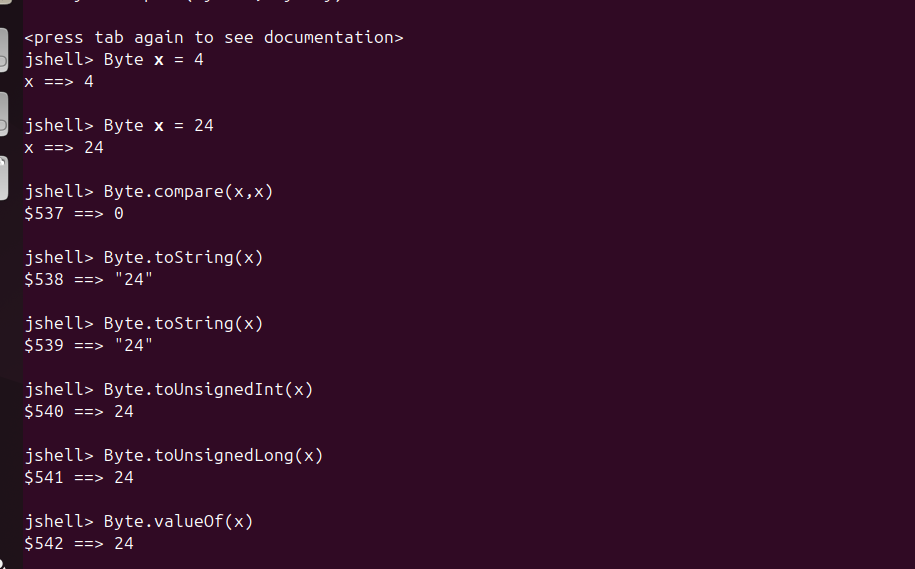 <press tab again to see documentation>
jshell> Byte x = 4
x ==> 4
jshell> Byte x = 24
x ==> 24
jshell> Byte.compare(x,x)
$537 ==> 0
jshell> Byte.toString(x)
$538 ==> "24"
jshell> Byte.toString(x)
$539 ==> "24"
jshell> Byte.toUnsignedInt(x)
$540 ==> 24
jshell> Byte.toUnsignedLong(x)
$541 ==> 24
jshell> Byte.valueOf(x)
$542 ==> 24